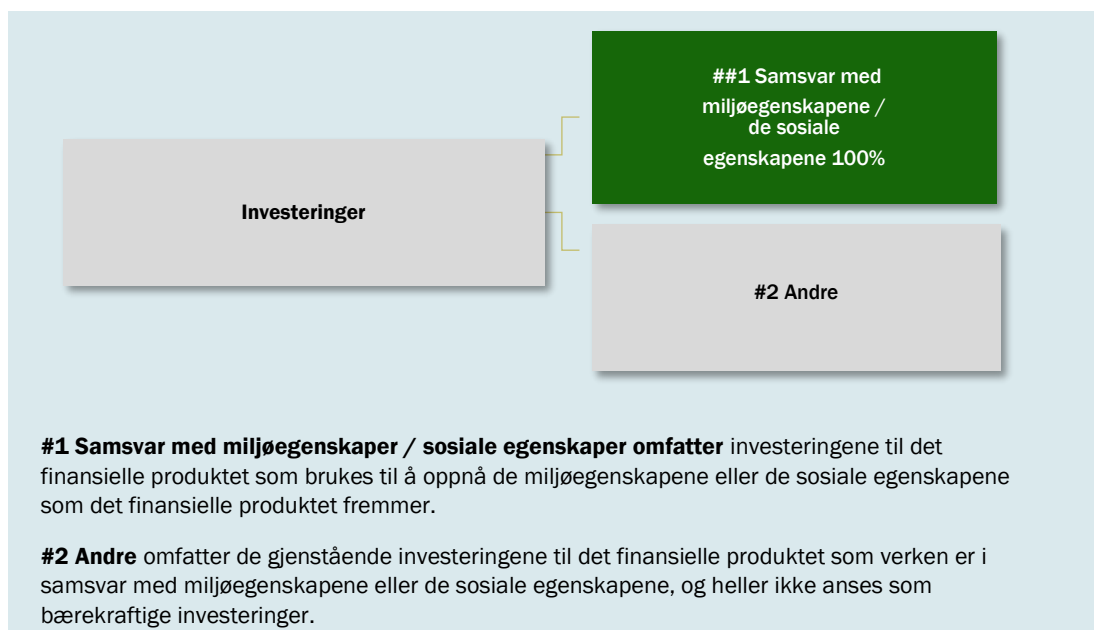 ##1 Samsvar med
miljøegenskapene /
de sosiale
egenskapene 100%
Investeringer
#2 Andre
#1 Samsvar med miljøegenskaper / sosiale egenskaper omfatter investeringene til det
finansielle produktet som brukes til å oppnå de miljøegenskapene eller de sosiale egenskapene
som det finansielle produktet fremmer.
#2 Andre omfatter de gjenstående investeringene til det finansielle produktet som verken er i
samsvar med miljøegenskapene eller de sosiale egenskapene, og heller ikke anses som
bærekraftige investeringer.